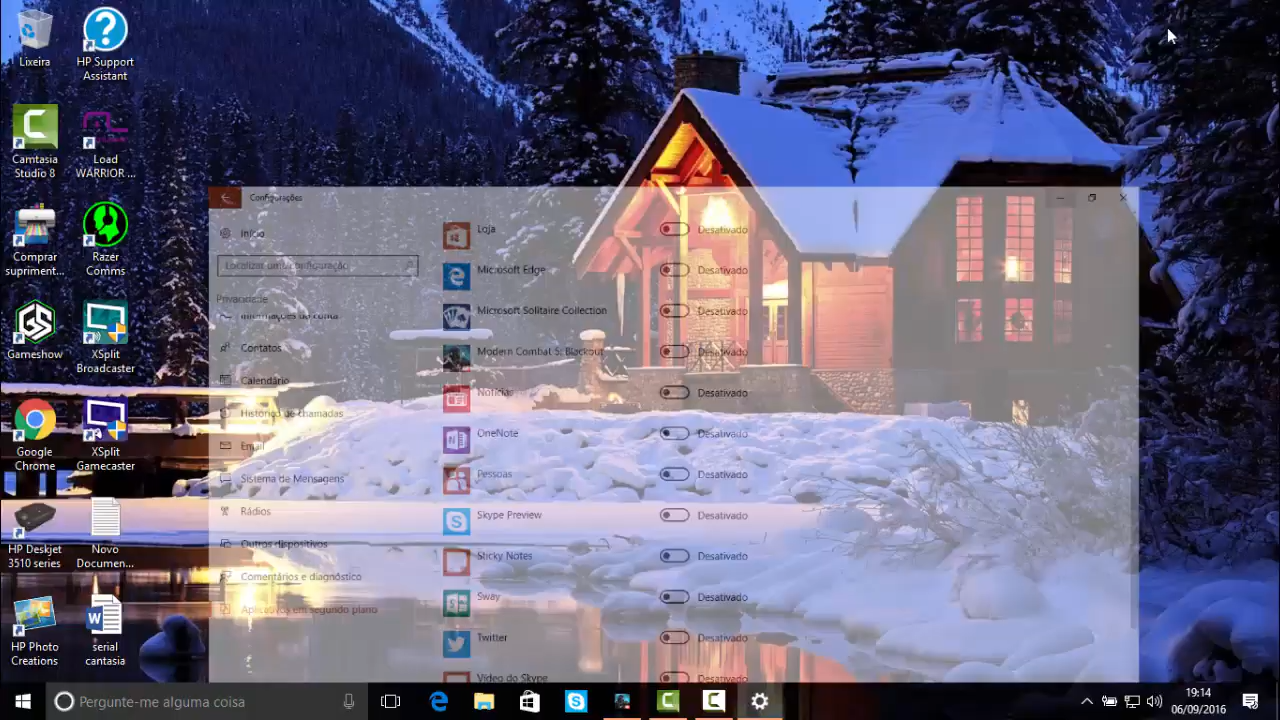 Lixeira
HP Support
Assistant
Camtasia
Studio 8
Load
WARRIOR ...
Comprar
supriment...
Razer
Comms
Gameshow
XSplit
Broadcaster
Google
Chrome
XSplit
Gamecaster
HP Deskjet
3510 series
Novo
Documen...
HP Photo
Creations
serial
cantasia
Configurações
Início
Localizar uma configuração
Privacidade
Informações da conta
Contatos
Calendário
Histórico de chamadas
Email
Sistema de Mensagens
Rádios
Outros dispositivos
Comentários e diagnóstico
Aplicativos em segundo plano
Loja Desativado
Microsoft Edge Desativado
Microsoft Solitaire Collection Desativado
Modern Combat 5: Blackout Desativado
Notícias Desativado
OneNote Desativado
Pessoas Desativado
Skype Preview Desativado
Sticky Notes Desativado
Sway Desativado
Twitter Desativado
Vídeo do Skype Desativado
Pergunte-me alguma coisa
19:14
06/09/2016